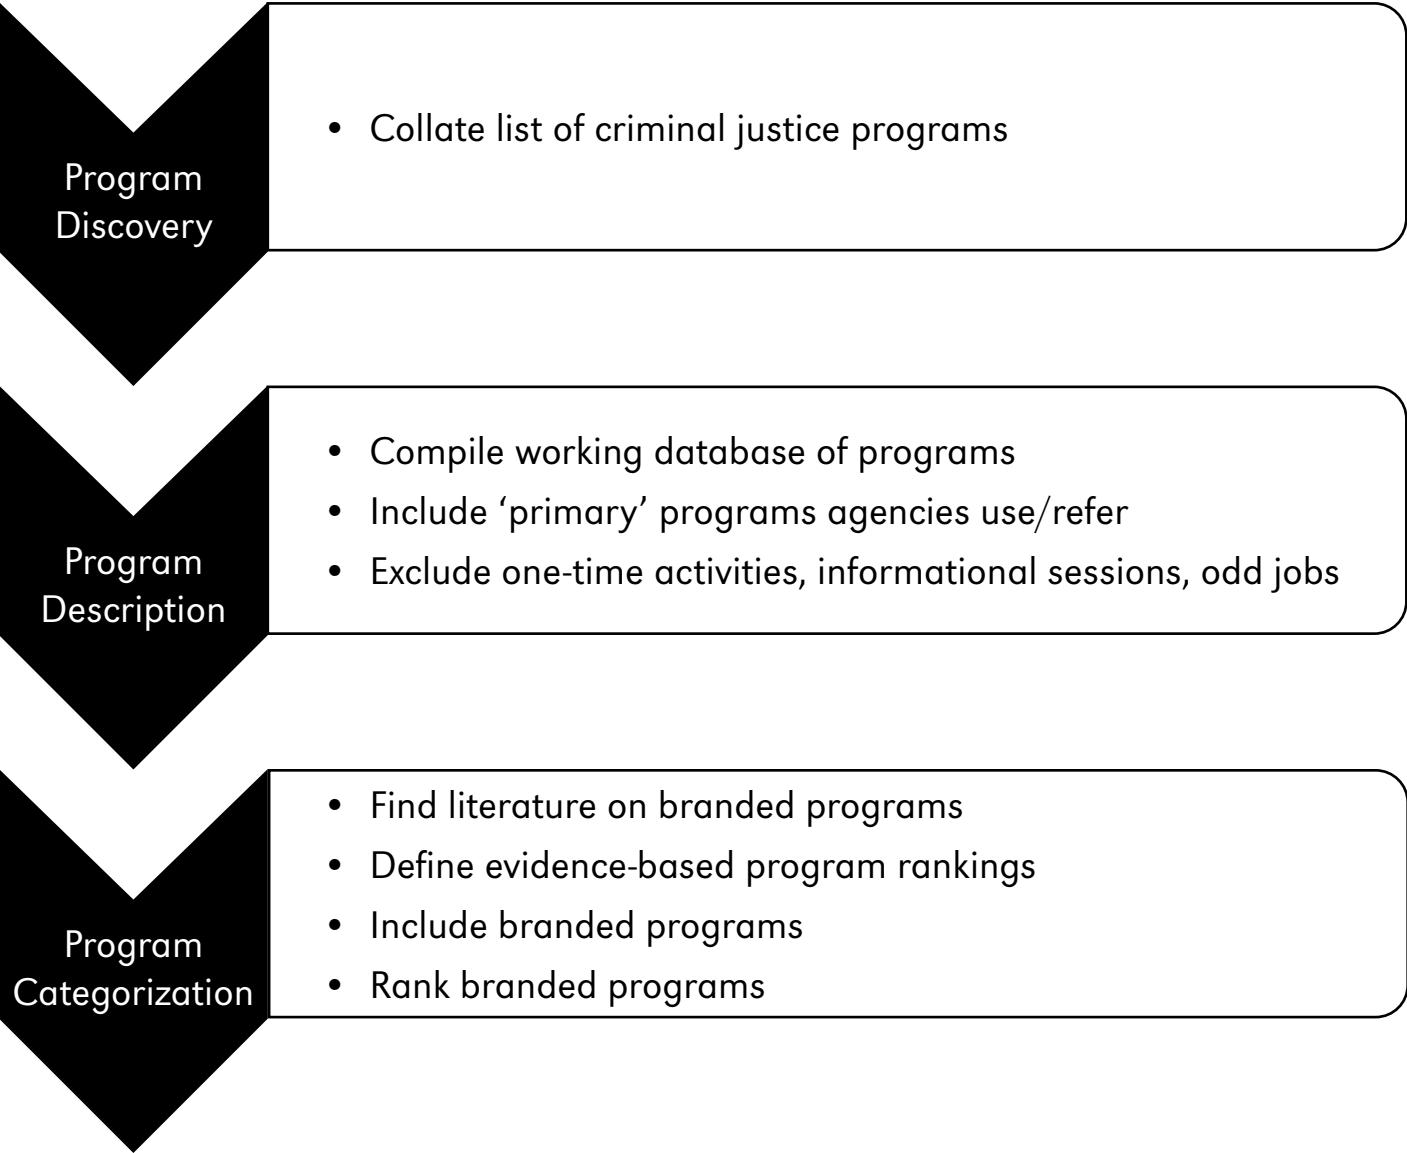 Program
Discovery
• Collate list of criminal justice programs
Program
Description
• Compile working database of programs
• Include ‘primary’ programs agencies use/refer
• Exclude one-time activities, informational sessions, odd jobs
Program
Categorization
• Find literature on branded programs
• Define evidence-based program rankings
• Include branded programs
• Rank branded programs